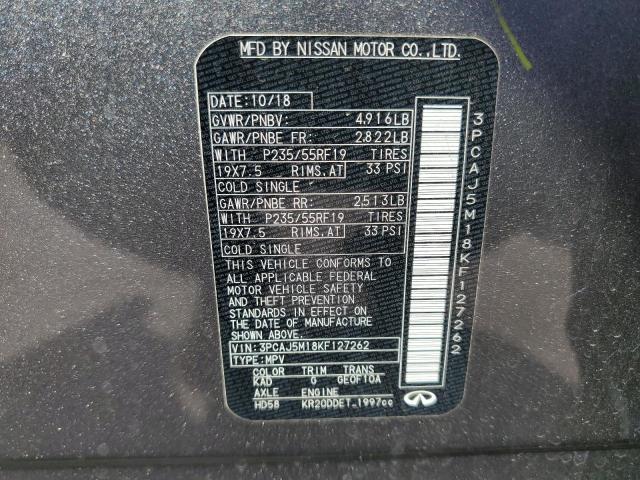 MFD BY NISSAN MOTOR CO.,LTD.
DATE:10/18
GVWR/PNBV: 4,916LB
GAWR/PNBE FR: 2,822LB
WITH P235/55RF19 TIRES
19X7.5 RIMS,AT 33 PSI
COLD SINGLE
GAWR/PNBE RR: 2,513LB
WITH P235/55RF19 TIRES
19X7.5 RIMS,AT 33 PSI
COLD SINGLE
THIS VEHICLE CONFORMS TO
ALL APPLICABLE FEDERAL
MOTOR VEHICLE SAFETY
AND THEFT PREVENTION
STANDARDS IN EFFECT ON
THE DATE OF MANUFACTURE
SHOWN ABOVE.
VIN: 3PCAJ5M18KF127262
TYPE:MPV
COLOR TRIM TRANS
KAD G GE0F10A
AXLE ENGINE
HD58 KR20DDET 1997cc
3PCAJ5M18KF127262